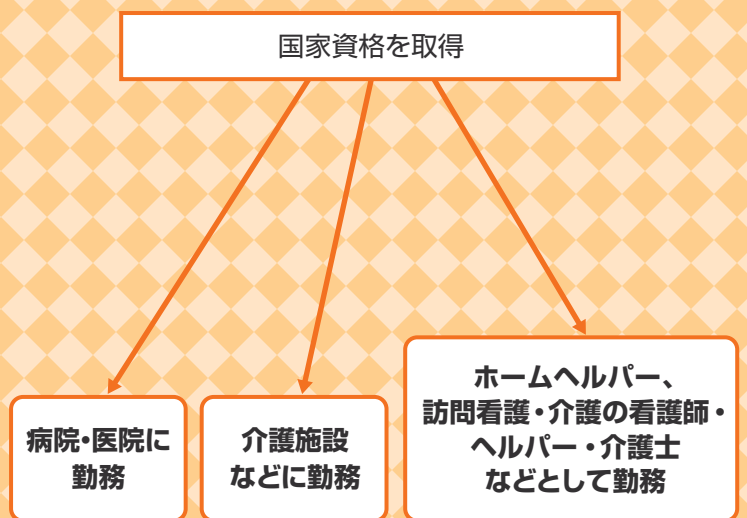 国家資格を取得
病院・医院に
勤務
介護施設
などに勤務
ホームヘルパー、
訪問看護・介護の看護師・
ヘルパー・介護士
などとして勤務